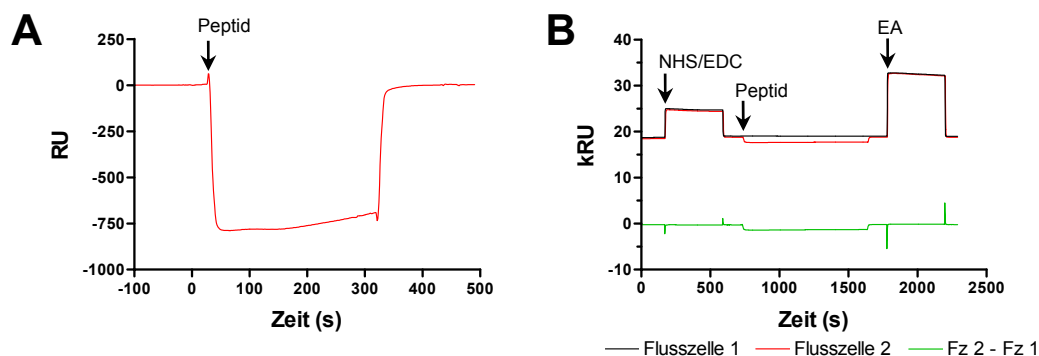 A
Peptid
250
0
-250
-500
-750
-1000
RU
-100 0 100 200 300 400 500
Zeit (s)
B
NHS/EDC
Peptid
EA
40
30
20
10
0
-10
kRU
0 500 1000 1500 2000 2500
Zeit (s)
Flusszelle 1 Flusszelle 2 Fz 2 - Fz 1